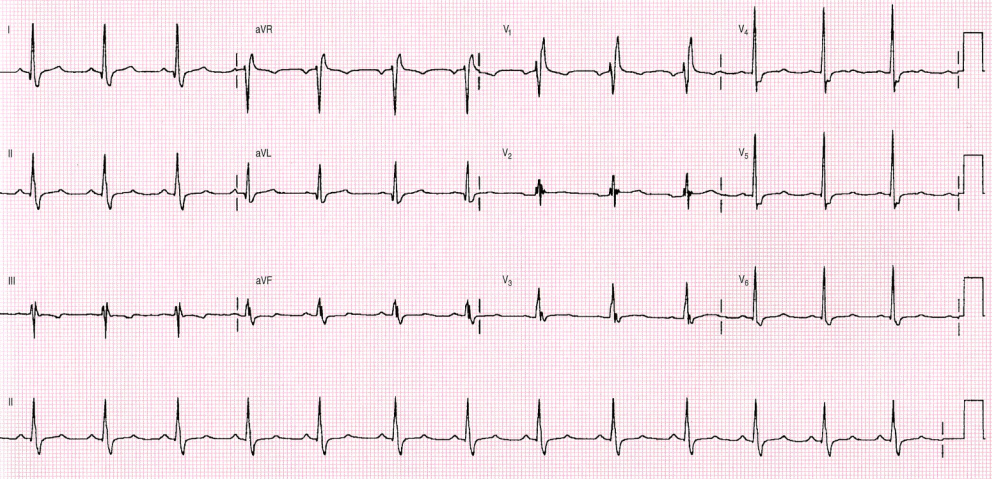 I aVR V1 V4
II aVL V2 V5
III aVF V3 V6
II